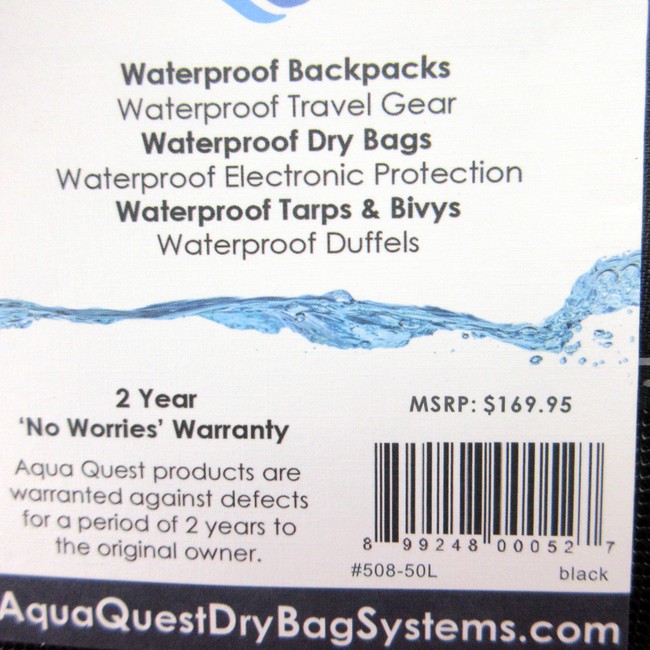 Waterproof Backpacks
Waterproof Travel Gear
Waterproof Dry Bags
Waterproof Electronic Protection
Waterproof Tarps & Bivys
Waterproof Duffels
2 Year
‘No Worries’ Warranty
Aqua Quest products are
warranted against defects
for a period of 2 years to
the original owner.
MSRP: $169.95
8 99248 00052 7
#508-50L black
AquaQuestDryBagSystems.com